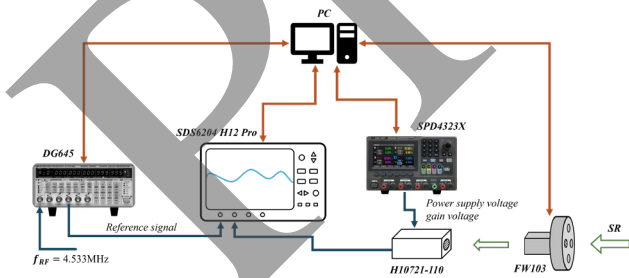 PC
SDS6204 H12 Pro
SPD4323X
DG645
Power supply voltage
gain voltage
Reference signal
SR
f_RF = 4.533MHz
H10721-110
FW103